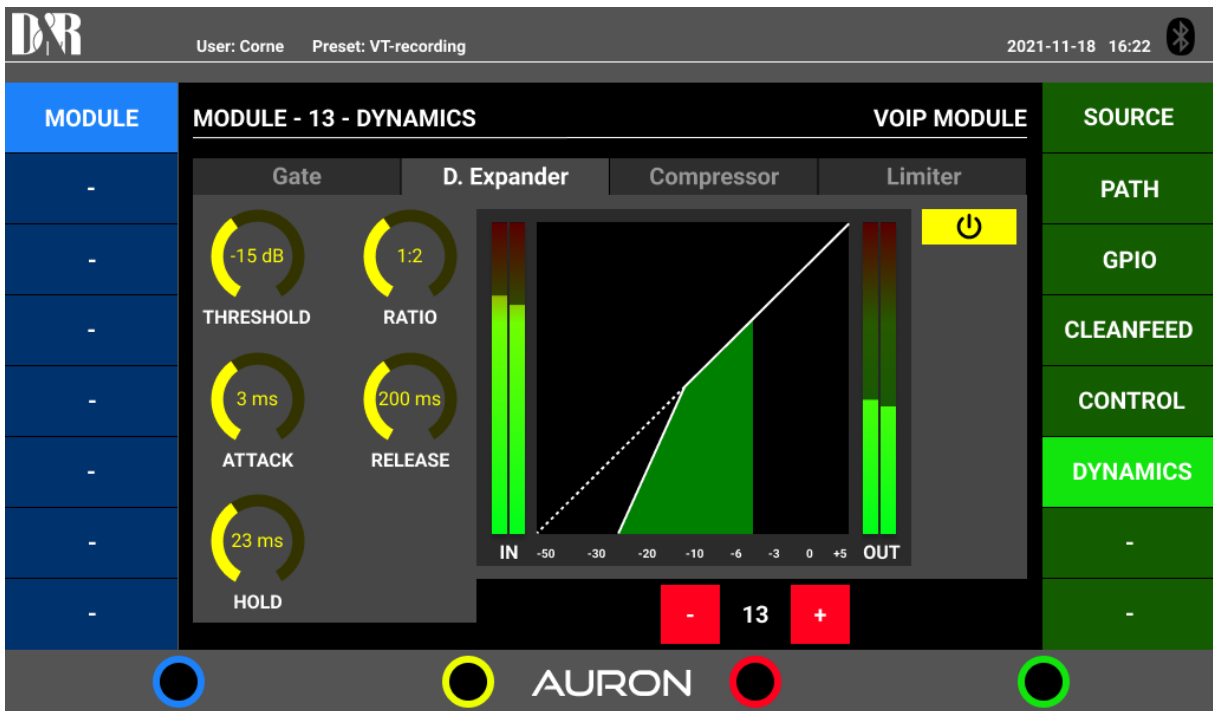 D&R
User: Corne Preset: VT-recording 2021-11-18 16:22
MODULE
-
-
-
-
-
-
-
MODULE - 13 - DYNAMICS VOIP MODULE
Gate D. Expander Compressor Limiter
-15 dB 1:2
THRESHOLD RATIO
3 ms 200 ms
ATTACK RELEASE
23 ms
HOLD
IN -50 -30 -20 -10 -6 -3 0 +5 OUT
- 13 +
SOURCE
PATH
GPIO
CLEANFEED
CONTROL
DYNAMICS
-
-
AURON